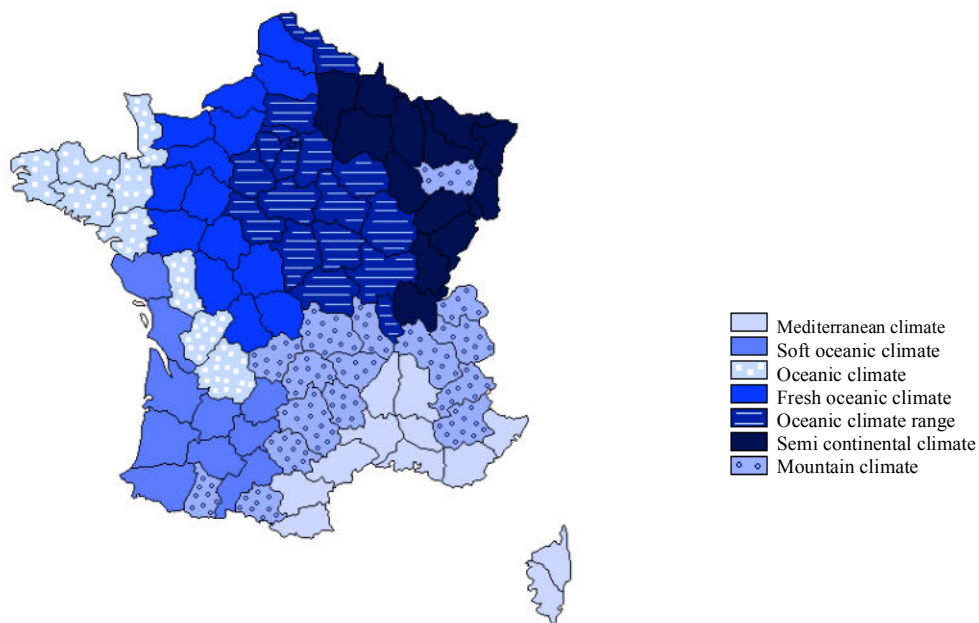 Mediterranean climate
Soft oceanic climate
Oceanic climate
Fresh oceanic climate
Oceanic climate range
Semi continental climate
Mountain climate